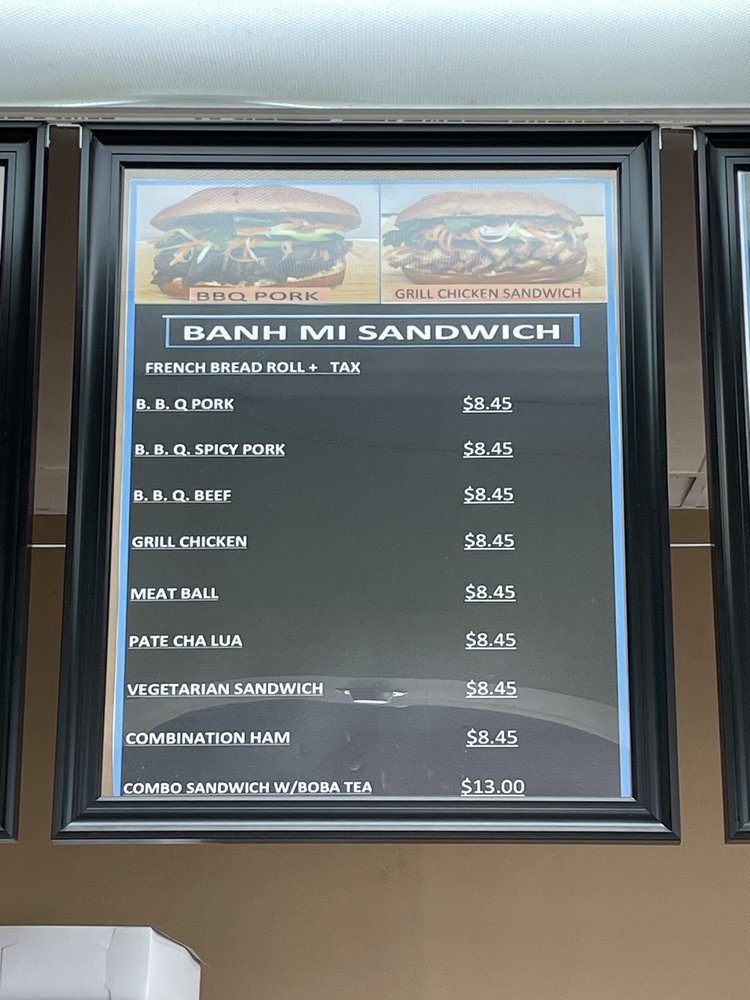 BBQ PORK
GRILL CHICKEN SANDWICH
BANH MI SANDWICH
FRENCH BREAD ROLL + TAX
B. B. Q PORK $8.45
B. B. Q. SPICY PORK $8.45
B. B. Q. BEEF $8.45
GRILL CHICKEN $8.45
MEAT BALL $8.45
PATE CHA LUA $8.45
VEGETARIAN SANDWICH $8.45
COMBINATION HAM $8.45
COMBO SANDWICH W/BOBA TEA $13.00